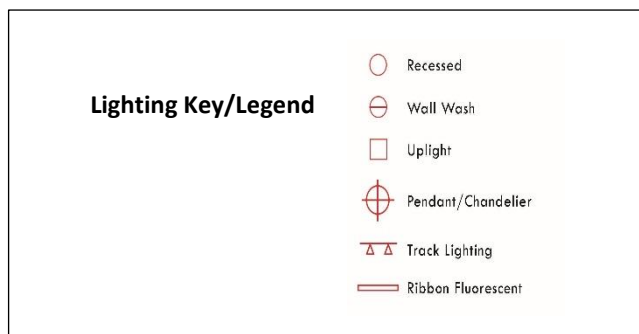 Lighting Key/Legend
Recessed
Wall Wash
Uplight
Pendant/Chandelier
Track Lighting
Ribbon Fluorescent